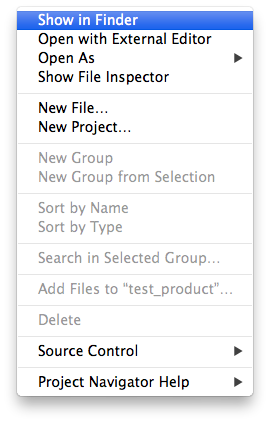 Show in Finder
Open with External Editor
Open As
Show File Inspector
New File...
New Project...
New Group
New Group from Selection
Sort by Name
Sort by Type
Search in Selected Group...
Add Files to “test_product”...
Delete
Source Control
Project Navigator Help